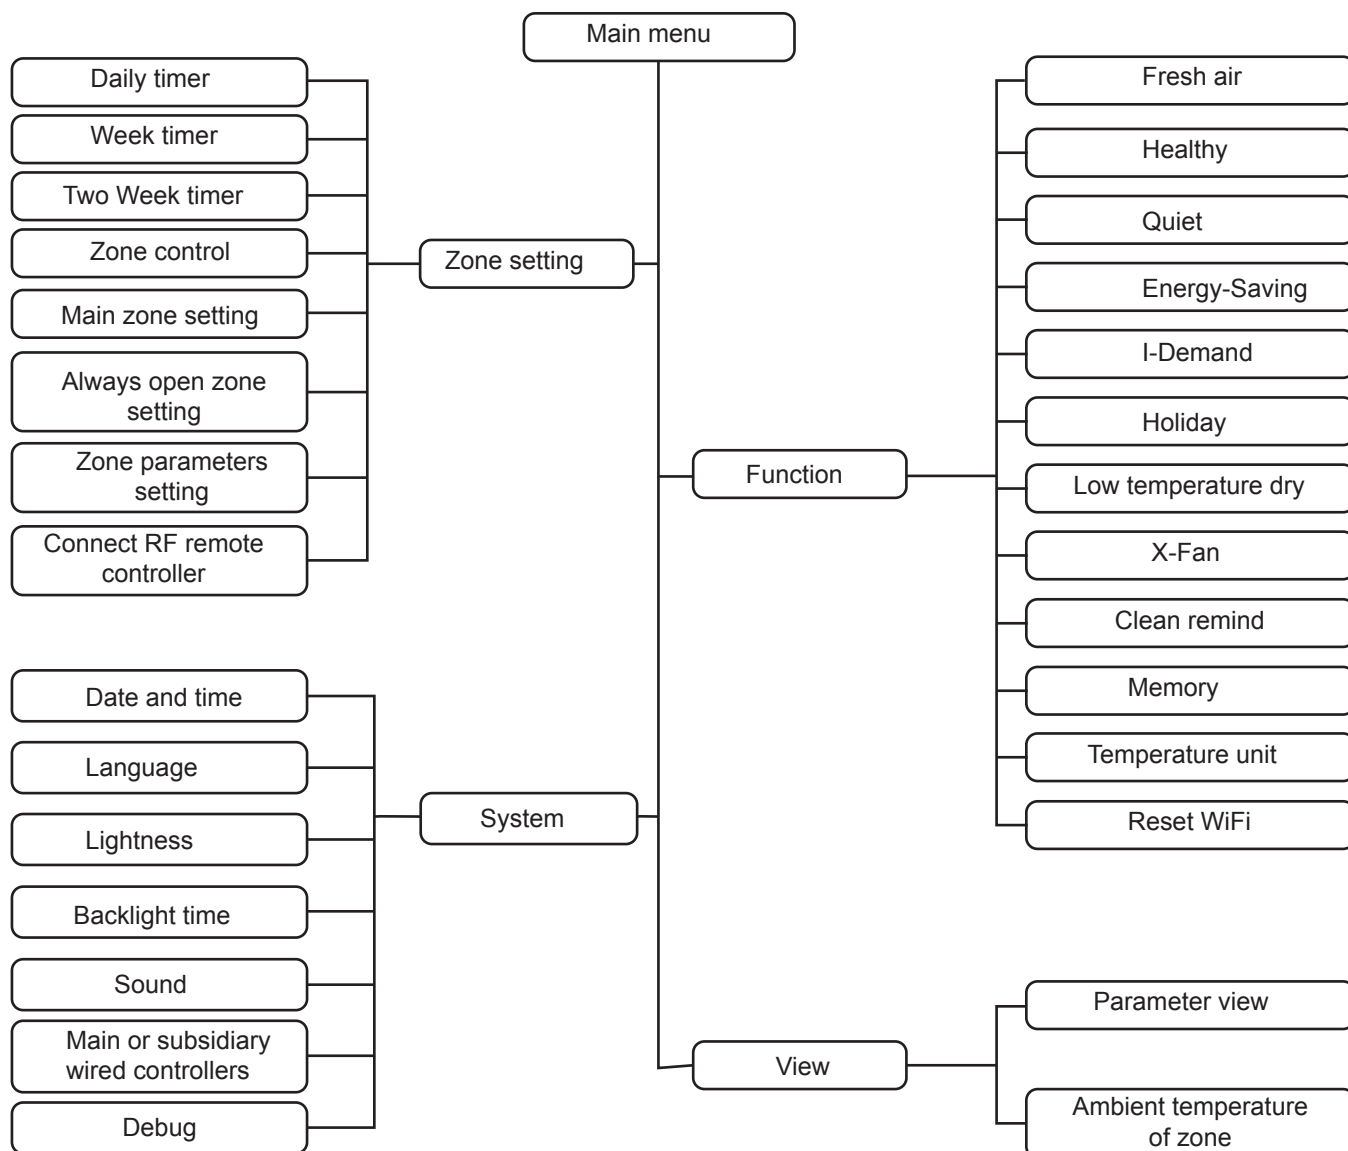 Main menu
Daily timer
Week timer
Two Week timer
Zone control
Main zone setting
Always open zone
setting
Zone parameters
setting
Connect RF remote
controller
Zone setting
Date and time
Language
Lightness
Backlight time
Sound
Main or subsidiary
wired controllers
Debug
System
Function
Fresh air
Healthy
Quiet
Energy-Saving
I-Demand
Holiday
Low temperature dry
X-Fan
Clean remind
Memory
Temperature unit
Reset WiFi
View
Parameter view
Ambient temperature
of zone